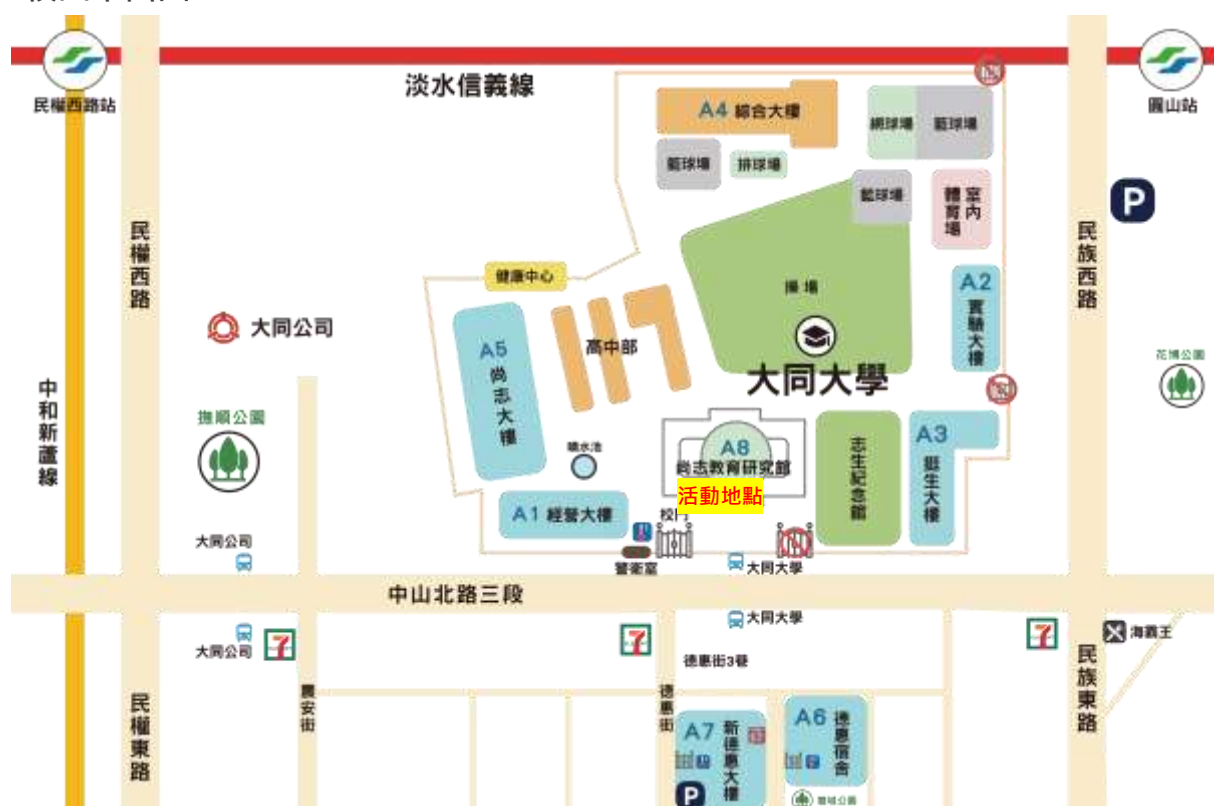 民權西路站
圓山站
淡水信義線
A4 綜合大樓
網球場
籃球場
籃球場
排球場
籃球場
室內體育場
民權西路
P
民族西路
健康中心
操場
A2 實驗大樓
大同公司
A5 尚志大樓
高中部
大同大學
花博公園
中和新蘆線
撫順公園
噴水池
A8
尚志教育研究館
活動地點
志生紀念館
A3 挺生大樓
A1 經營大樓
校門
大同公司
警衛室
大同大學
中山北路三段
大同大學
大同公司
7
7
7
海霸王
德惠街3巷
民權東路
農安街
德惠街
A7 新德惠大樓
P
A6 德惠宿舍
民族東路